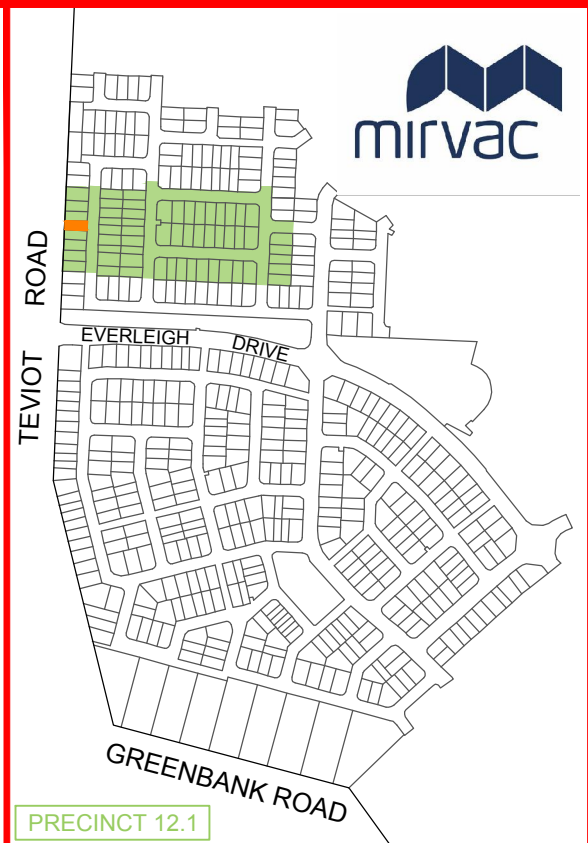 mirvac
TEVIOT ROAD
EVERLEIGH DRIVE
GREENBANK ROAD
PRECINCT 12.1